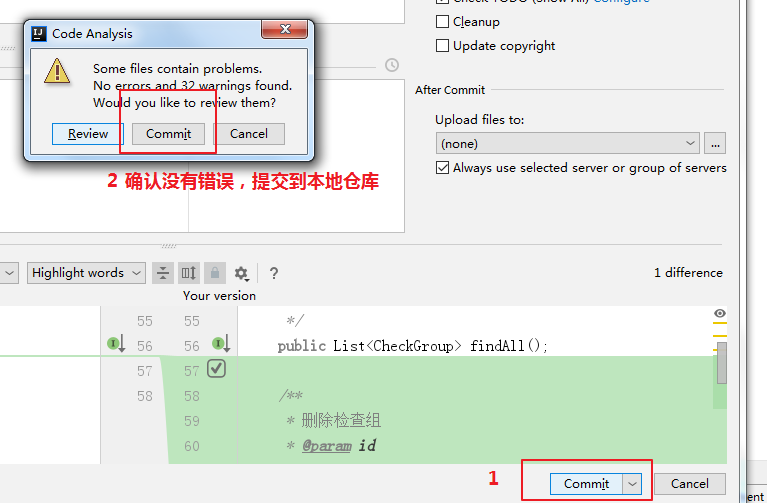 Check TODO (Show All) Configure
Cleanup
Update copyright
After Commit
Upload files to:
(none)
...
Always use selected server or group of servers
IJ
Code Analysis
Some files contain problems.
No errors and 32 warnings found.
Would you like to review them?
Review
Commit
Cancel
2 确认没有错误，提交到本地仓库
Highlight words
?
1 difference
Your version
55 55 */
56 56 public List<CheckGroup> findAll();
57 57
58 58 /**
59 * 删除检查组
60 * @param id
1
Commit
Cancel
ent